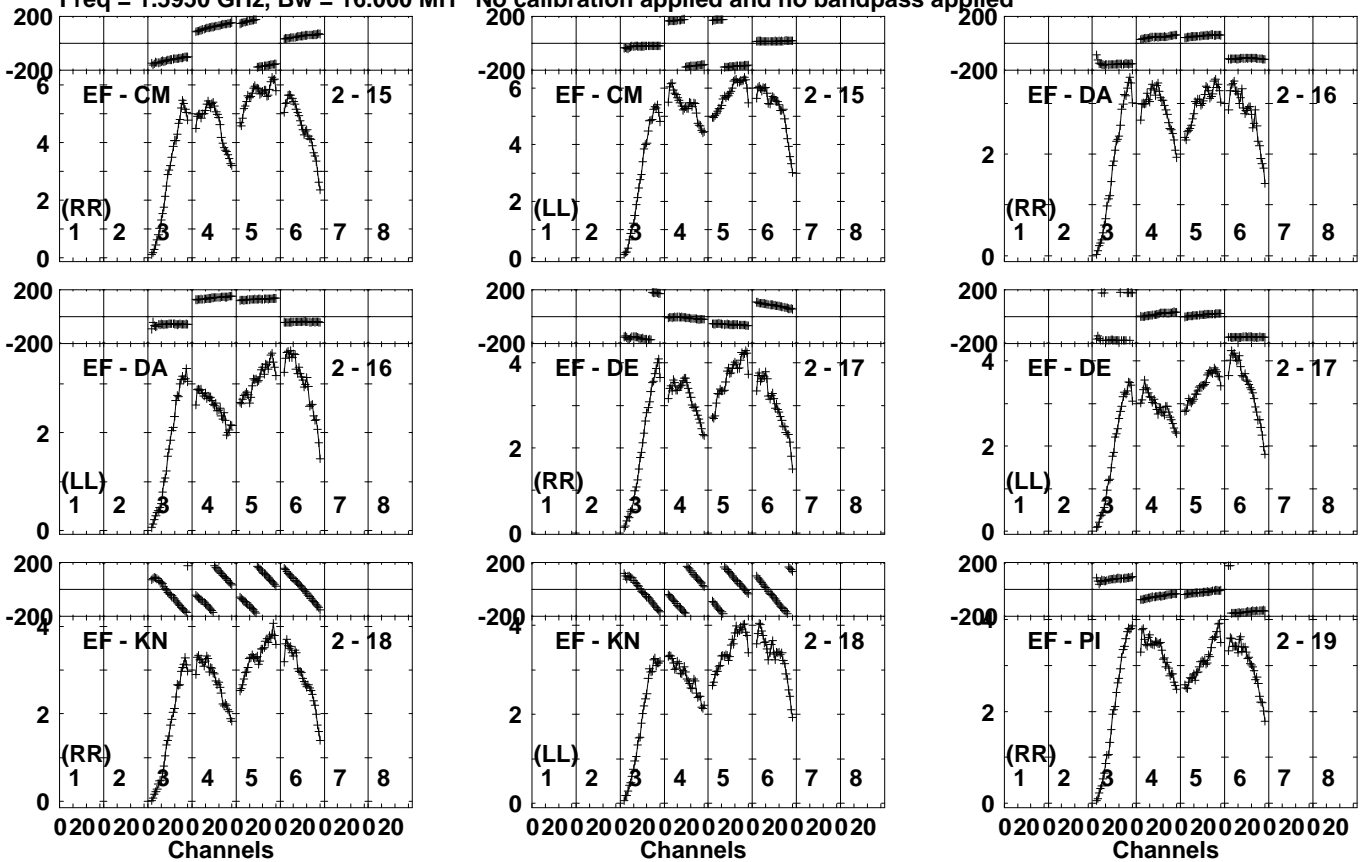 Freq = 1.5950 GHz, Bw = 16.000 MH No calibration applied and no bandpass applied
200 200 200
-200 -200 -200
6 EF - CM 2 - 15 6 EF - CM 2 - 15 EF - DA 2 - 16
4 4
2 2 2
(RR) (LL) (RR)
1 2 3 4 5 6 7 8 1 2 3 4 5 6 7 8 1 2 3 4 5 6 7 8
0 0 0
200 200 200
-200 -200 -200
EF - DA 2 - 16 4 EF - DE 2 - 17 4 EF - DE 2 - 17
2 2 2
(LL) (RR) (LL)
1 2 3 4 5 6 7 8 1 2 3 4 5 6 7 8 1 2 3 4 5 6 7 8
0 0 0
200 200 200
-200 -200 -200
4 EF - KN 2 - 18 4 EF - KN 2 - 18 4 EF - PI 2 - 19
2 2 2
(RR) (LL) (RR)
1 2 3 4 5 6 7 8 1 2 3 4 5 6 7 8 1 2 3 4 5 6 7 8
0 0 0
0 20 0 20 0 20 0 20 0 20 0 20 0 20 0 20 0 20 0 20 0 20 0 20 0 20 0 20 0 20 0 20 0 20 0 20 0 20 0 20 0 20 0 20 0 20 0 20
Channels Channels Channels